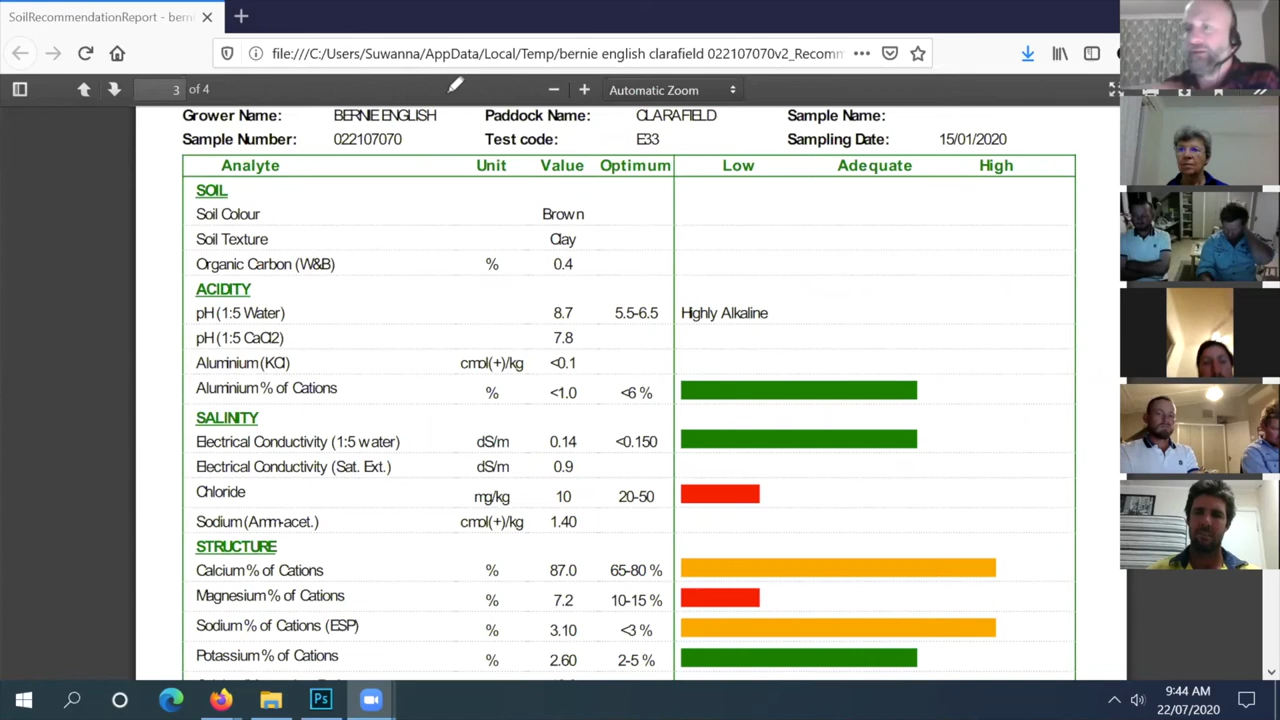 SoilRecommendationReport - berni
file:///C:/Users/Suwanna/AppData/Local/Temp/bernie english clarafield 022107070v2_Recomm
3 of 4
Automatic Zoom
Grower Name: BERNIE ENGLISH Paddock Name: CLARAFIELD Sample Name:
Sample Number: 022107070 Test code: E33 Sampling Date: 15/01/2020
Analyte Unit Value Optimum Low Adequate High
SOIL
Soil Colour Brown
Soil Texture Clay
Organic Carbon (W&B) % 0.4
ACIDITY
pH (1:5 Water) 8.7 5.5-6.5 Highly Alkaline
pH (1:5 CaCl2) 7.8
Aluminium (KCl) cmol(+)/kg <0.1
Aluminium % of Cations % <1.0 <6 %
SALINITY
Electrical Conductivity (1:5 water) dS/m 0.14 <0.150
Electrical Conductivity (Sat. Ext.) dS/m 0.9
Chloride mg/kg 10 20-50
Sodium (Amm-acet.) cmol(+)/kg 1.40
STRUCTURE
Calcium % of Cations % 87.0 65-80 %
Magnesium % of Cations % 7.2 10-15 %
Sodium % of Cations (ESP) % 3.10 <3 %
Potassium % of Cations % 2.60 2-5 %
Ps
9:44 AM
22/07/2020